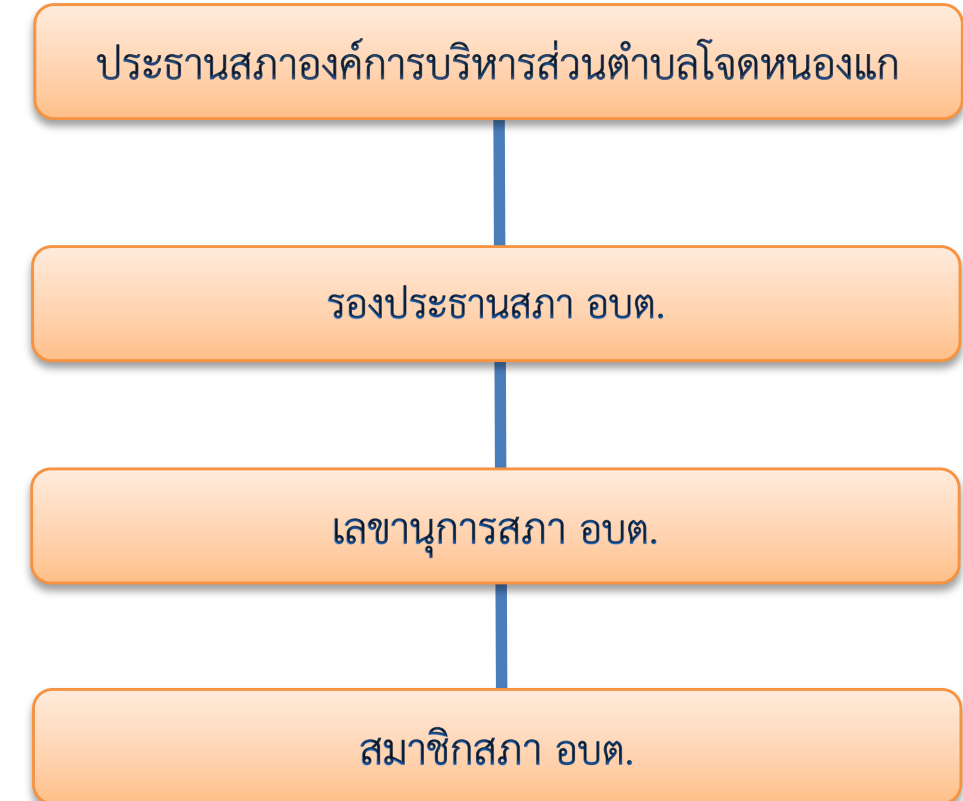 ประธานสภาองค์การบริหารส่วนตำบลโจดหนองแก
รองประธานสภา อบต.
เลขานุการสภา อบต.
สมาชิกสภา อบต.